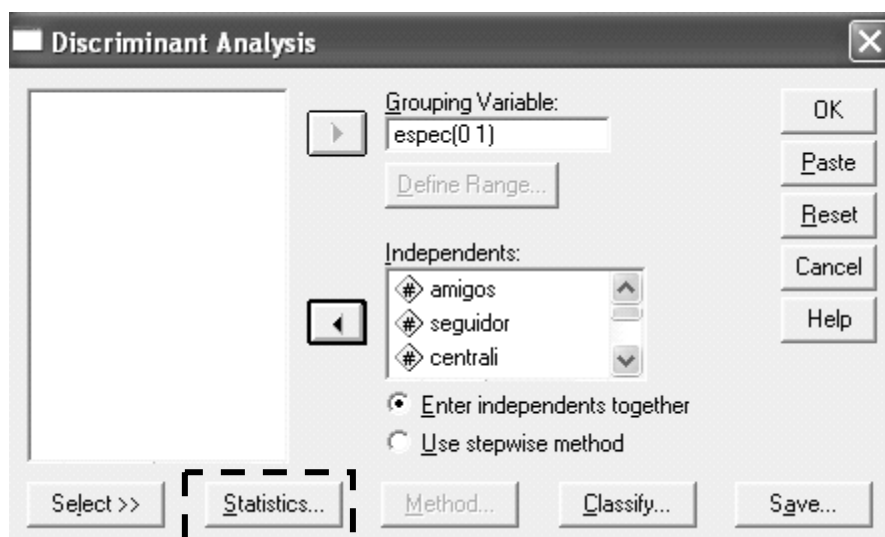 Discriminant Analysis
Grouping Variable:
espec(0 1)
Define Range...
Independents:
# amigos
# seguidor
# centrali
Enter independents together
Use stepwise method
OK
Paste
Reset
Cancel
Help
Select >>
Statistics...
Method...
Classify...
Save...